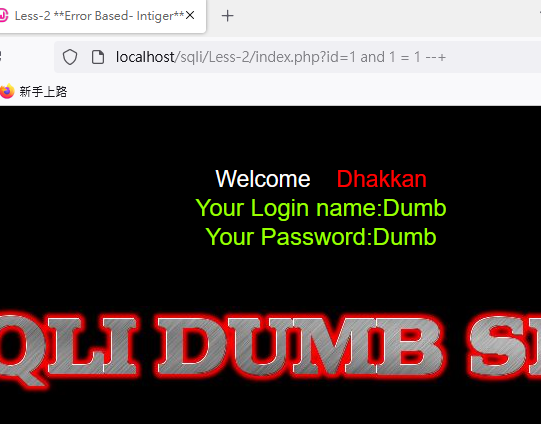 Less-2 **Error Based- Intiger**
localhost/sqli/Less-2/index.php?id=1 and 1 = 1 --+
新手上路
Welcome Dhakkan
Your Login name:Dumb
Your Password:Dumb
QLI DUMB S